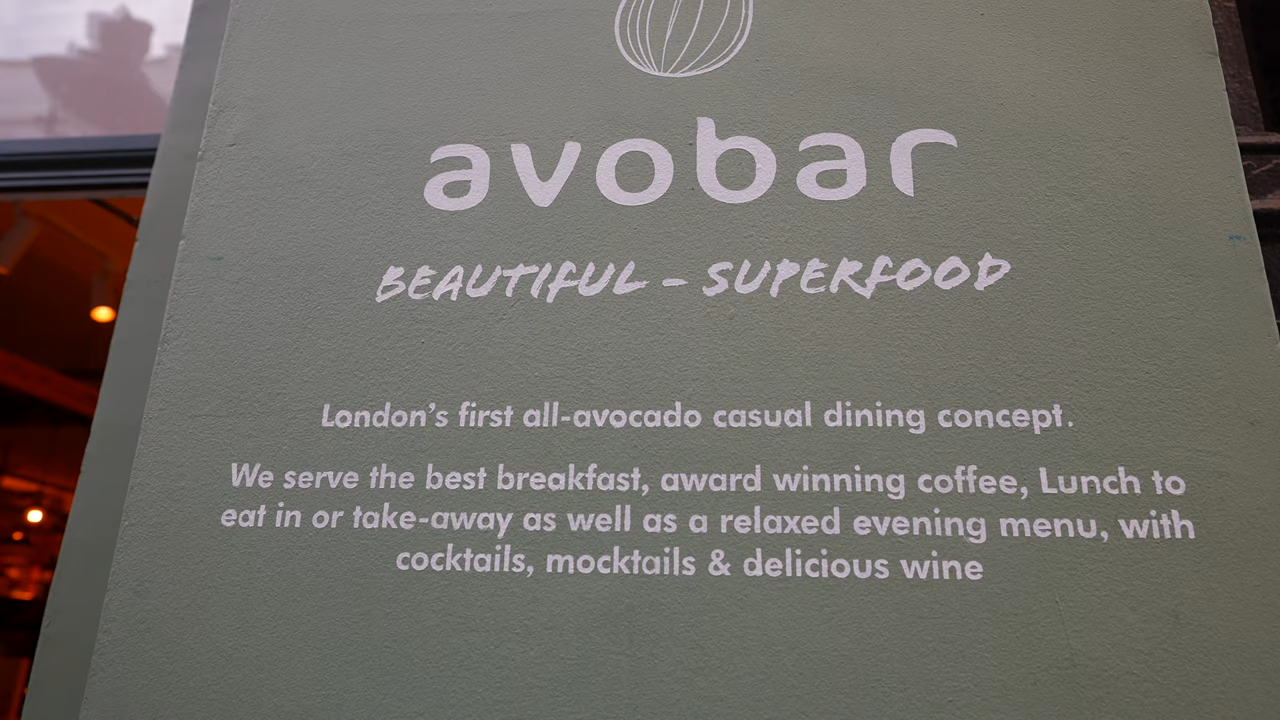 avobar
BEAUTIFUL - SUPERFOOD
London's first all-avocado casual dining concept.
We serve the best breakfast, award winning coffee, Lunch to
eat in or take-away as well as a relaxed evening menu, with
cocktails, mocktails & delicious wine